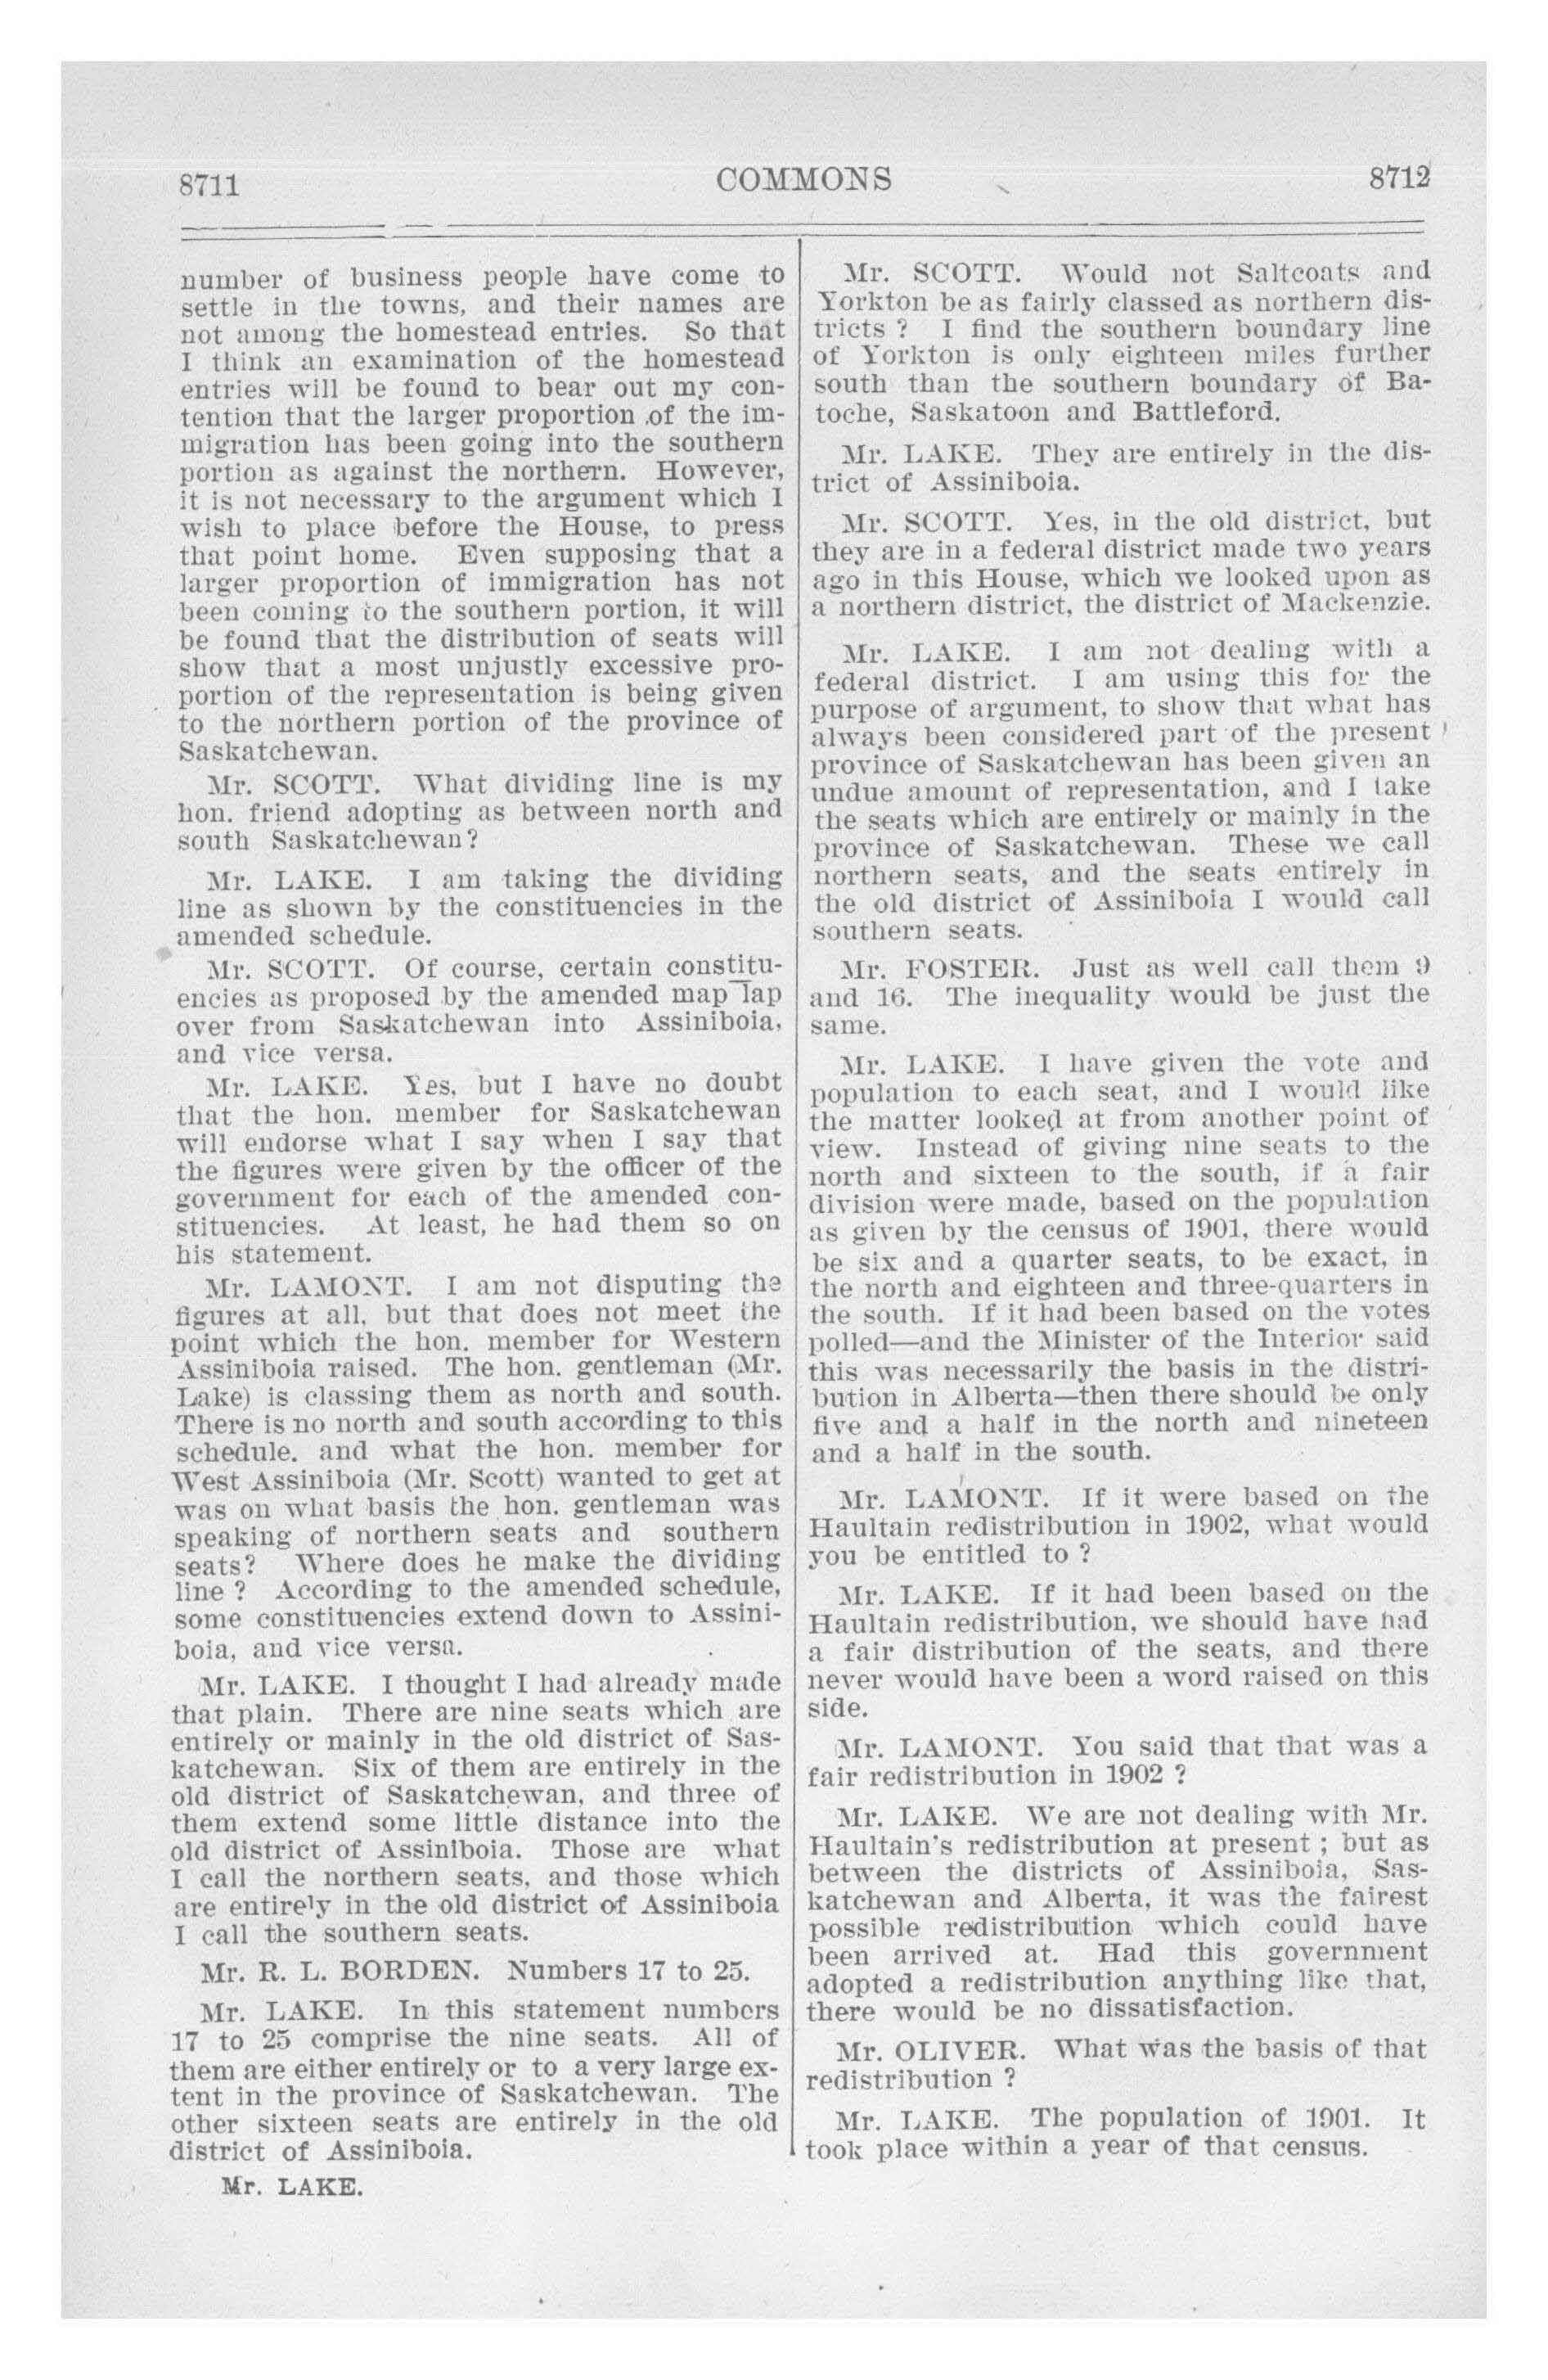 8711
COMMONS
8712
number of business people have come to
settle in the towns, and their names are
not among the homestead entries. So that
I think an examination of the homestead
entries will be found to bear out my con-
tention that the larger proportion of the im-
migration has been going into the southern
portion as against the northern. However,
it is not necessary to the argument which I
wish to place before the House, to press
that point home. Even supposing that a
larger proportion of immigration has not
been coming to the southern portion, it will
be found that the distribution of seats will
show that a most unjustly excessive pro-
portion of the representation is being given
to the northern portion of the province of
Saskatchewan.
Mr. SCOTT. What dividing line is my
hon. friend adopting as between north and
south Saskatchewan?
Mr. LAKE. I am taking the dividing
line as shown by the constituencies in the
amended schedule.
Mr. SCOTT. Of course, certain constitu-
encies as proposed by the amended map lap
over from Saskatchewan into Assiniboia,
and vice versa.
Mr. LAKE. Yes, but I have no doubt
that the hon. member for Saskatchewan
will endorse what I say when I say that
the figures were given by the officer of the
government for each of the amended con-
stituencies. At least, he had them so on
his statement.
Mr. LAMONT. I am not disputing the
figures at all, but that does not meet the
point which the hon. member for Western
Assiniboia raised. The hon. gentleman (Mr.
Lake) is classing them as north and south.
There is no north and south according to this
schedule. and what the hon. member for
West Assiniboia (Mr. Scott) wanted to get at
was on what basis the hon. gentleman was
speaking of northern seats and southern
seats? Where does he make the dividing
line ? According to the amended schedule,
some constituencies extend down to Assini-
boia, and vice versa.
Mr. LAKE. I thought I had already made
that plain. There are nine seats which are
entirely or mainly in the old district of Sas-
katchewan. Six of them are entirely in the
old district of Saskatchewan, and three of
them extend some little distance into the
old district of Assiniboia. Those are what
I call the northern seats, and those which
are entirely in the old district of Assiniboia
I call the southern seats.
Mr. R. L. BORDEN. Numbers 17 to 25.
Mr. LAKE. In this statement numbers
17 to 25 comprise the nine seats. All of
them are either entirely or to a very large ex-
tent in the province of Saskatchewan. The
other sixteen seats are entirely in the old
district of Assiniboia.
Mr. LAKE.
Mr. SCOTT. Would not Saltcoats and
Yorkton be as fairly classed as northern dis-
tricts ? I find the southern boundary line
of Yorkton is only eighteen miles further
south than the southern boundary of Ba-
toche, Saskatoon and Battleford.
Mr. LAKE. They are entirely in the dis-
trict of Assiniboia.
Mr. SCOTT. Yes, in the old district, but
they are in a federal district made two years
ago in this House, which we looked upon as
a northern district, the district of Mackenzie.
Mr. LAKE. I am not dealing with a
federal district. I am using this for the
purpose of argument, to show that what has
always been considered part of the present
province of Saskatchewan has been given an
undue amount of representation, and I take
the seats which are entirely or mainly in the
province of Saskatchewan. These we call
northern seats, and the seats entirely in
the old district of Assiniboia I would call
southern seats.
Mr. FOSTER. Just as well call them 9
and 16. The inequality would be just the
same.
Mr. LAKE. I have given the vote and
population to each seat, and I would like
the matter looked at from another point of
view. Instead of giving nine seats to the
north and sixteen to the south, if a fair
division were made, based on the population
as given by the census of 1901, there would
be six and a quarter seats, to be exact, in
the north and eighteen and three-quarters in
the south. If it had been based on the votes
polled—and the Minister of the Interior said
this was necessarily the basis in the distri-
bution in Alberta—then there should be only
five and a half in the north and nineteen
and a half in the south.
Mr. LAMONT. If it were based on the
Haultain redistribution in 1902, what would
you be entitled to ?
Mr. LAKE. If it had been based on the
Haultain redistribution, we should have had
a fair distribution of the seats, and there
never would have been a word raised on this
side.
Mr. LAMONT. You said that that was a
fair redistribution in 1902 ?
Mr. LAKE. We are not dealing with Mr.
Haultain's redistribution at present ; but as
between the districts of Assiniboia, Sas-
katchewan and Alberta, it was the fairest
possible redistribution which could have
been arrived at. Had this government
adopted a redistribution anything like that,
there would be no dissatisfaction.
Mr. OLIVER. What was the basis of that
redistribution ?
Mr. LAKE. The population of 1901. It
took place within a year of that census.